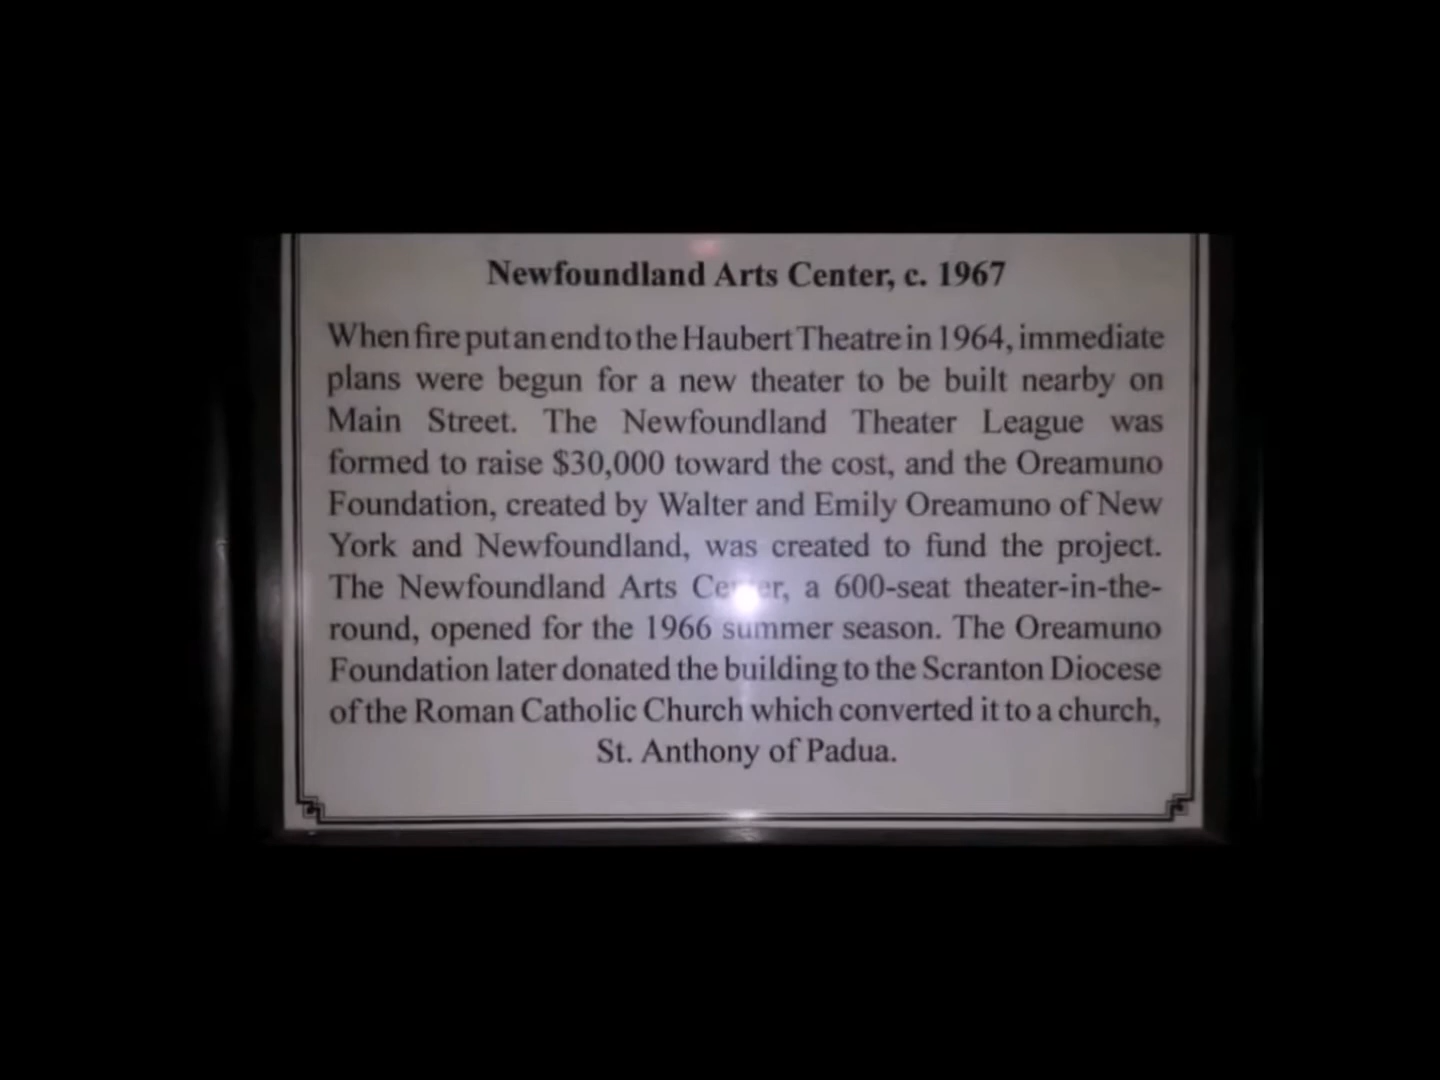 Newfoundland Arts Center, c. 1967
When fire put an end to the Haubert Theatre in 1964, immediate
plans were begun for a new theater to be built nearby on
Main Street. The Newfoundland Theater League was
formed to raise $30,000 toward the cost, and the Oreamuno
Foundation, created by Walter and Emily Oreamuno of New
York and Newfoundland, was created to fund the project.
The Newfoundland Arts Center, a 600-seat theater-in-the-
round, opened for the 1966 summer season. The Oreamuno
Foundation later donated the building to the Scranton Diocese
of the Roman Catholic Church which converted it to a church,
St. Anthony of Padua.